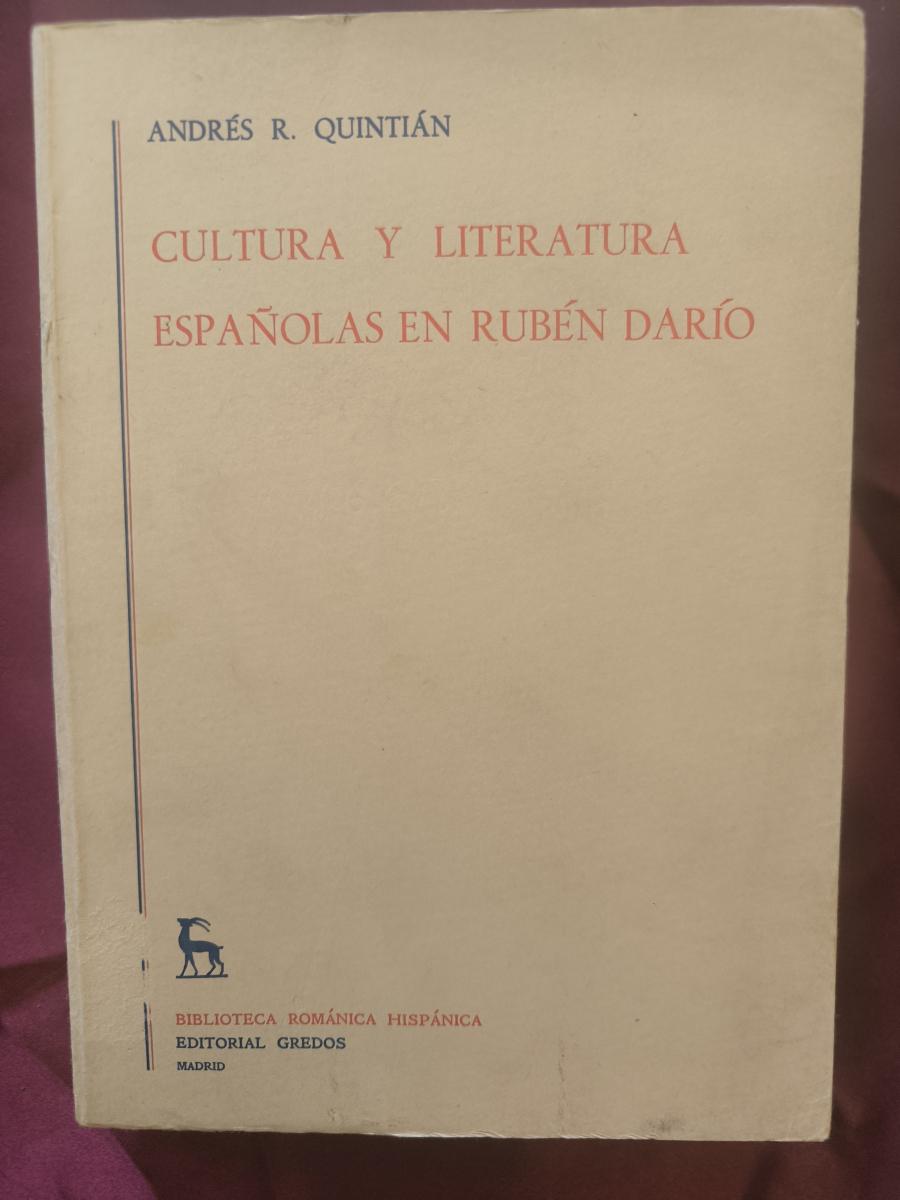 ANDRÉS R. QUINTIÁN
CULTURA Y LITERATURA
ESPAÑOLAS EN RUBÉN DARÍO
BIBLIOTECA ROMÁNICA HISPÁNICA
EDITORIAL GREDOS
MADRID